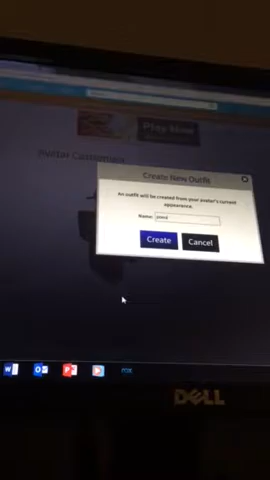 Play Now
Avatar Customize
Create New Outfit
An outfit will be created from your avatar's current
appearance.
Name:
Create
Cancel
DELL